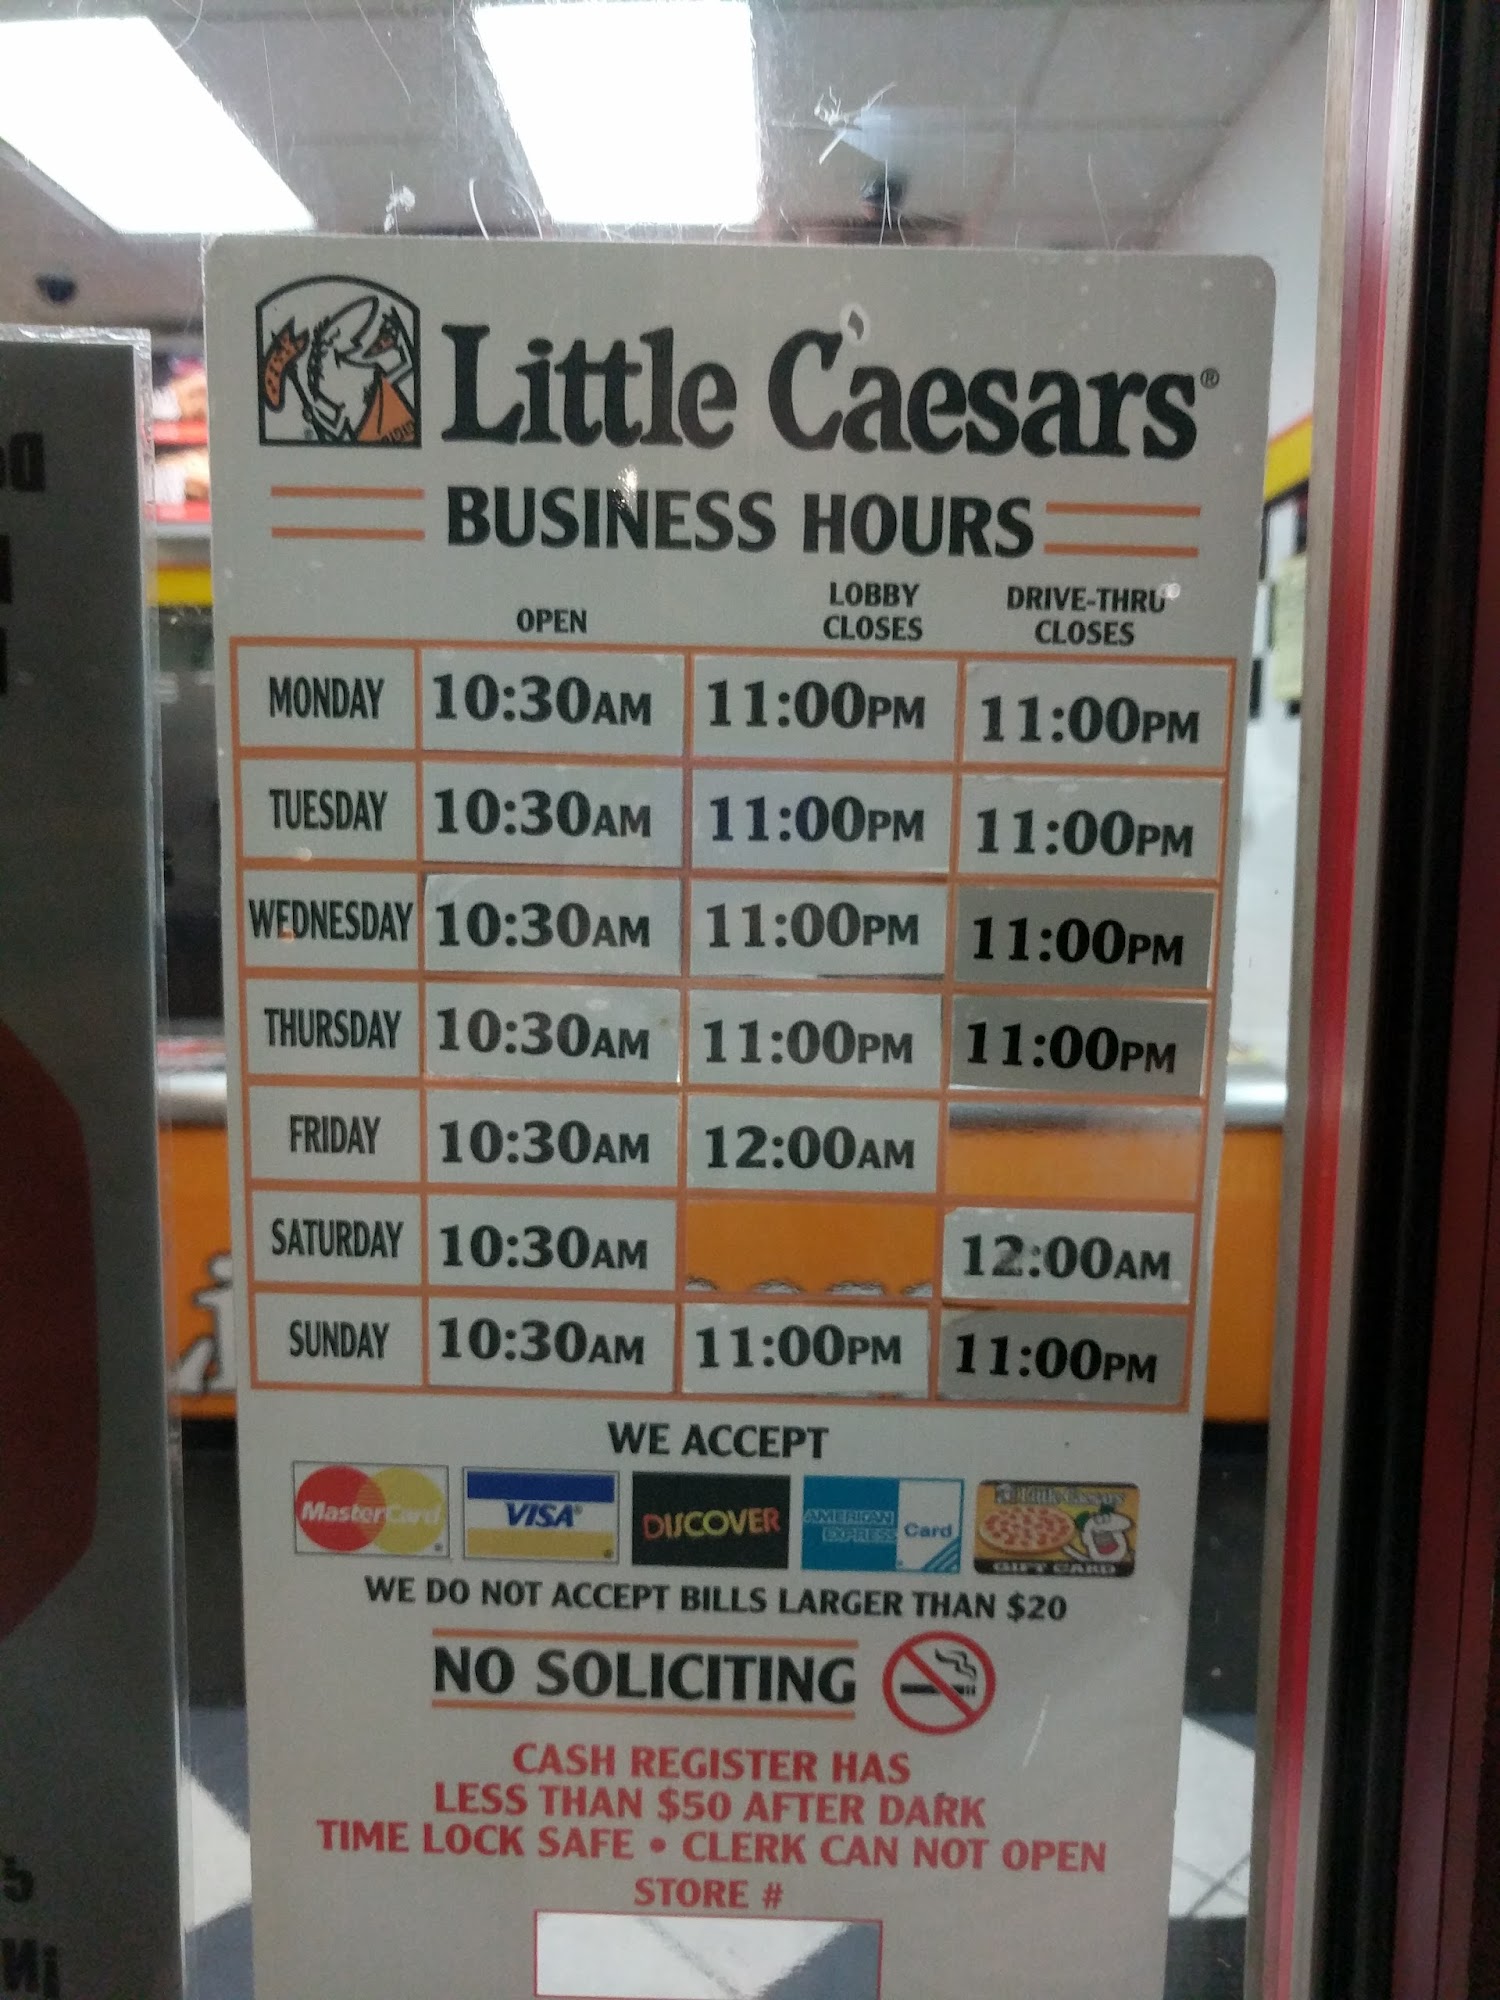 Little Caesars®
BUSINESS HOURS
OPEN LOBBY CLOSES DRIVE-THRU CLOSES
MONDAY 10:30AM 11:00PM 11:00PM
TUESDAY 10:30AM 11:00PM 11:00PM
WEDNESDAY 10:30AM 11:00PM 11:00PM
THURSDAY 10:30AM 11:00PM 11:00PM
FRIDAY 10:30AM 12:00AM
SATURDAY 10:30AM 12:00AM
SUNDAY 10:30AM 11:00PM 11:00PM
WE ACCEPT
MasterCard VISA DISCOVER AMERICAN EXPRESS Card Little Caesars GIFT CARD
WE DO NOT ACCEPT BILLS LARGER THAN $20
NO SOLICITING
CASH REGISTER HAS
LESS THAN $50 AFTER DARK
TIME LOCK SAFE • CLERK CAN NOT OPEN
STORE #